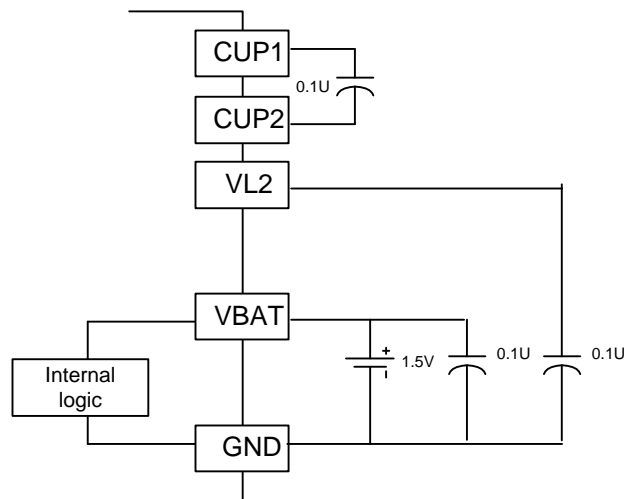 CUP1
0.1U
CUP2
VL2
VBAT
+
1.5V
0.1U
0.1U
Internal
logic
GND